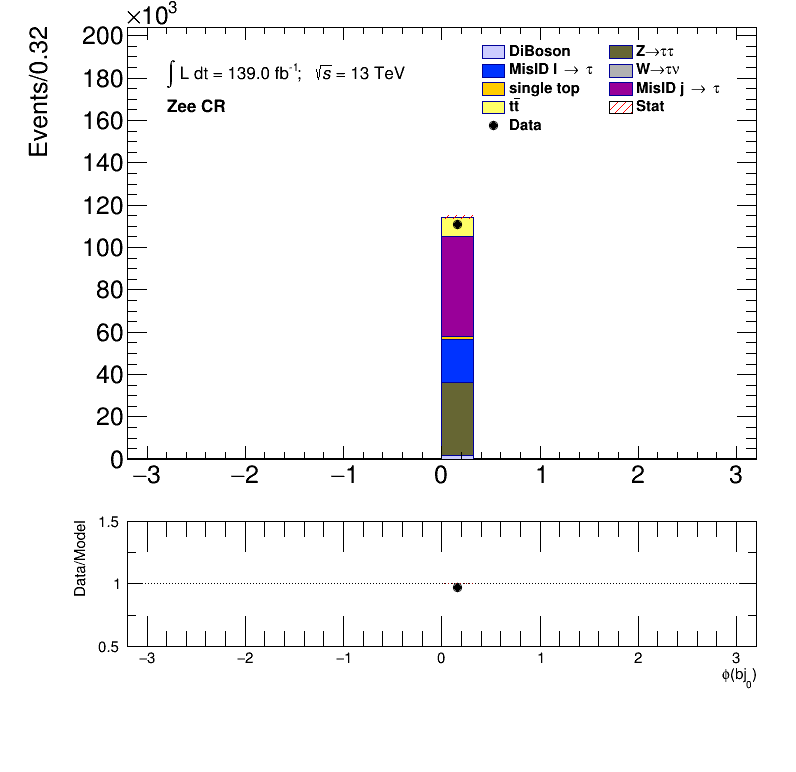 ×10³
Events/0.32
200
180
160
140
120
100
80
60
40
20
0
∫ L dt = 139.0 fb⁻¹; √s = 13 TeV
Zee CR
DiBoson
MisID l → τ
single top
tt̄
Data
Z→ττ
W→τν
MisID j → τ
Stat
−3 −2 −1 0 1 2 3
Data/Model
1.5
1
0.5
−3 −2 −1 0 1 2 3
ϕ(bj₀)